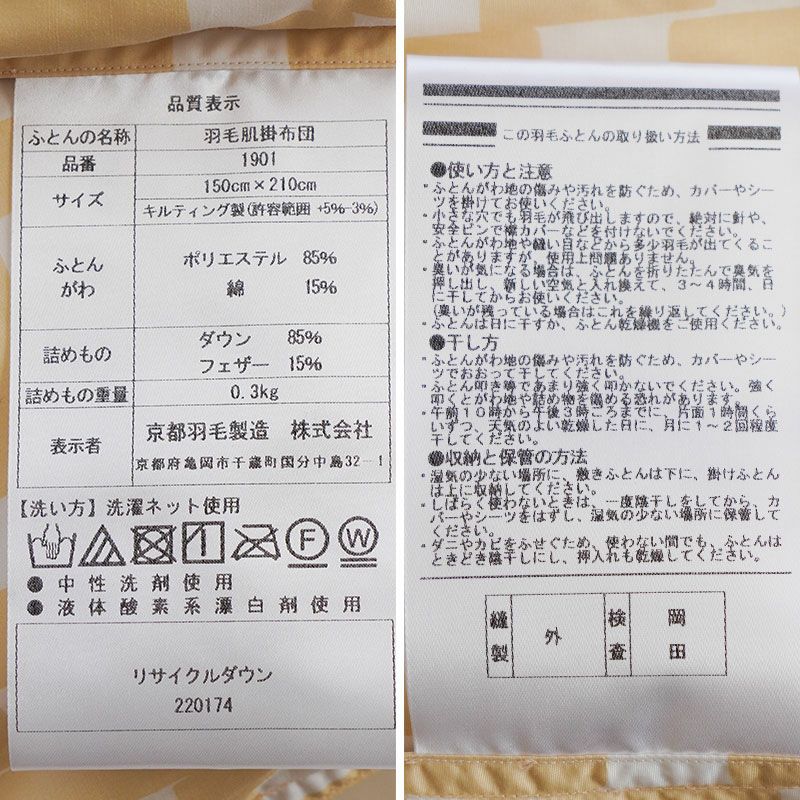 品質表示
ふとんの名称 羽毛肌掛布団
品番 1901
サイズ 150cm×210cm
キルティング製(許容範囲 +5%-3%)
ふとん
がわ
ポリエステル 85%
綿 15%
詰めもの
ダウン 85%
フェザー 15%
詰めもの重量 0.3kg
表示者 京都羽毛製造 株式会社
京都府亀岡市千歳町国分中島32-1
【洗い方】洗濯ネット使用
F W
●中性洗剤使用
●液体酸素系漂白剤使用
リサイクルダウン
220174
この羽毛ふとんの取り扱い方法
●使い方と注意
・ふとんがわ地の傷みや汚れを防ぐため、カバーやシー
ツを掛けてお使いください。
・小さな穴でも羽毛が飛び出しますので、絶対に針や、
安全ピンで襟カバーなどを付けないでください。
・ふとんがわ地や縫い目などから多少羽毛が出てくるこ
とがありますが、使用上問題ありません。
・臭いが気になる場合は、ふとんを折りたたんで臭気を
押し出し、新しい空気と入れ換えて、3〜4時間、日
に干してからお使いください。
(臭いが残っている場合はこれを繰り返してください。)
・ふとんは日に干すか、ふとん乾燥機をご使用ください。
●干し方
・ふとんがわ地の傷みや汚れを防ぐため、カバーやシー
ツでおおって干してください。
・ふとん叩き等であまり強く叩かないでください。強く
叩くとがわ地や詰め物を傷める恐れがあります。
・午前10時から午後3時ごろまでに、片面1時間くら
いずつ、天気のよい乾燥した日に、月に1〜2回程度
干してください。
●収納と保管の方法
・湿気の少ない場所に、敷きふとんは下に、掛けふとん
は上に収納してください。
・しばらく使わないときは、一度陰干しをしてから、カ
バーやシーツをはずし、湿気の少ない場所に保管して
ください。
・ダニやカビをふせぐため、使わない間でも、ふとんは
ときどき陰干しにし、押入れも乾燥してください。
縫製 外 検査 岡田